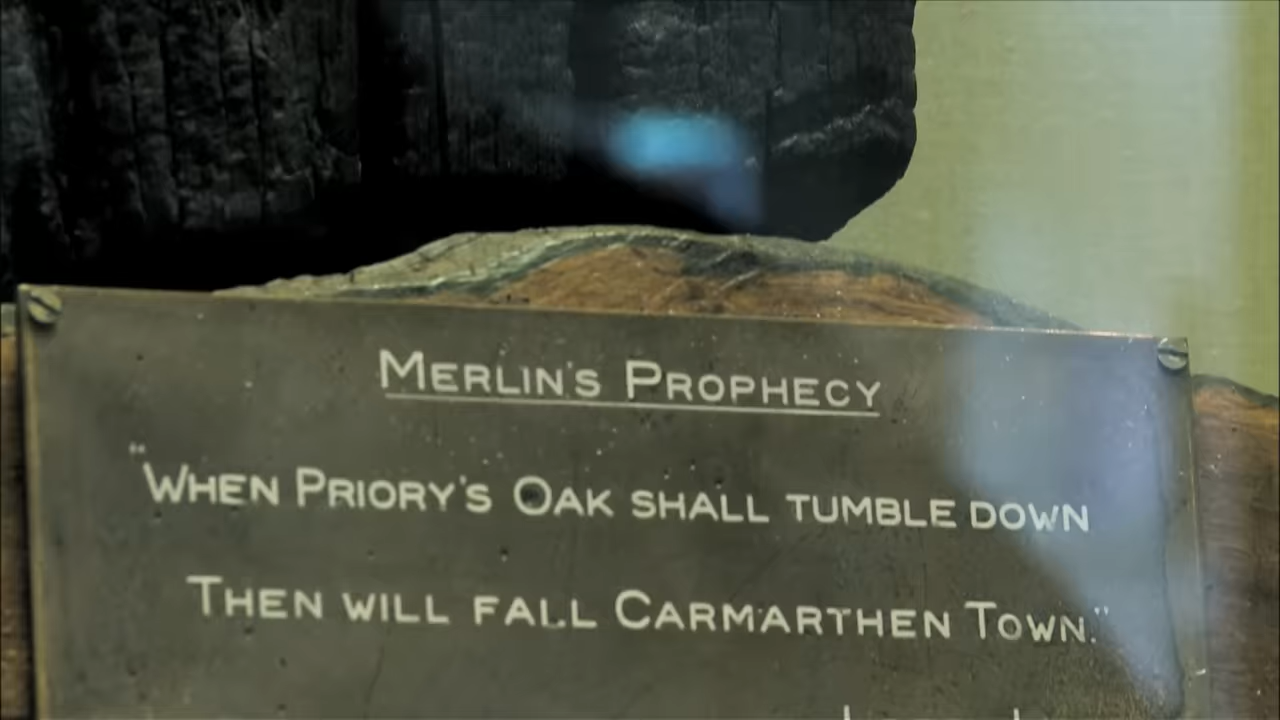 MERLIN'S PROPHECY
"WHEN PRIORY'S OAK SHALL TUMBLE DOWN
THEN WILL FALL CARMARTHEN TOWN."